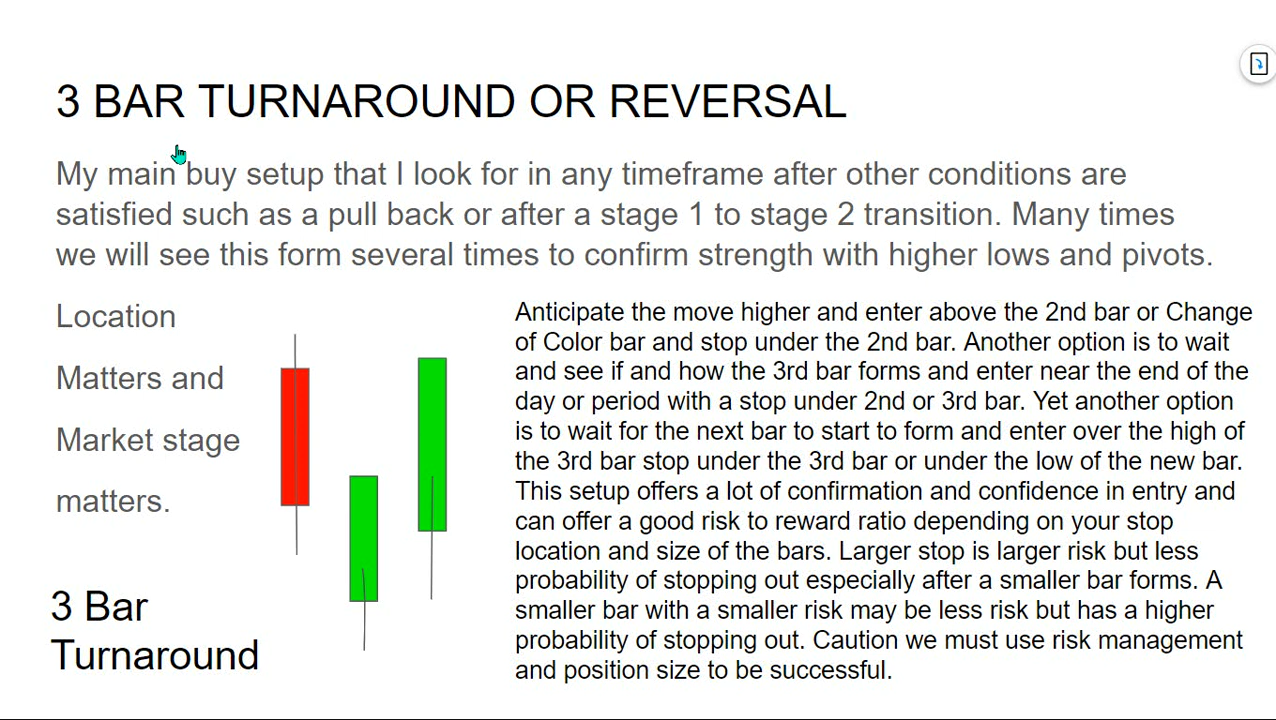 3 BAR TURNAROUND OR REVERSAL
My main buy setup that I look for in any timeframe after other conditions are
satisfied such as a pull back or after a stage 1 to stage 2 transition. Many times
we will see this form several times to confirm strength with higher lows and pivots.
Location
Matters and
Market stage
matters.
3 Bar
Turnaround
Anticipate the move higher and enter above the 2nd bar or Change
of Color bar and stop under the 2nd bar. Another option is to wait
and see if and how the 3rd bar forms and enter near the end of the
day or period with a stop under 2nd or 3rd bar. Yet another option
is to wait for the next bar to start to form and enter over the high of
the 3rd bar stop under the 3rd bar or under the low of the new bar.
This setup offers a lot of confirmation and confidence in entry and
can offer a good risk to reward ratio depending on your stop
location and size of the bars. Larger stop is larger risk but less
probability of stopping out especially after a smaller bar forms. A
smaller bar with a smaller risk may be less risk but has a higher
probability of stopping out. Caution we must use risk management
and position size to be successful.